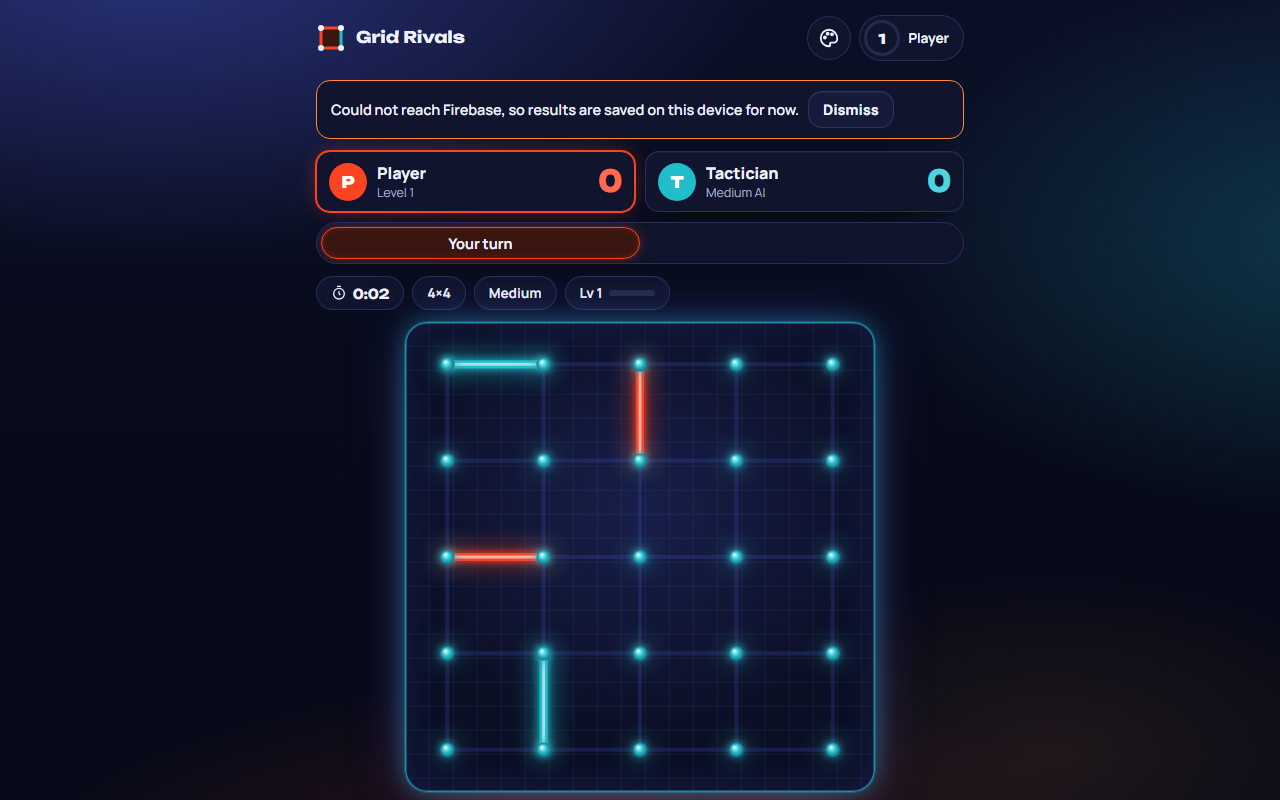 Grid Rivals
1 Player
Could not reach Firebase, so results are saved on this device for now. Dismiss
P Player 0
Level 1
T Tactician 0
Medium AI
Your turn
0:02 4×4 Medium Lv 1